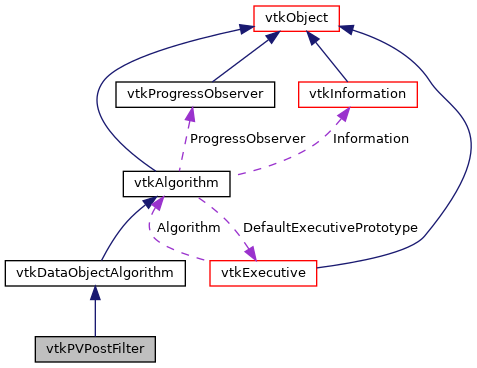 vtkObject
vtkProgressObserver
vtkInformation
ProgressObserver
Information
vtkAlgorithm
Algorithm
DefaultExecutivePrototype
vtkDataObjectAlgorithm
vtkExecutive
vtkPVPostFilter